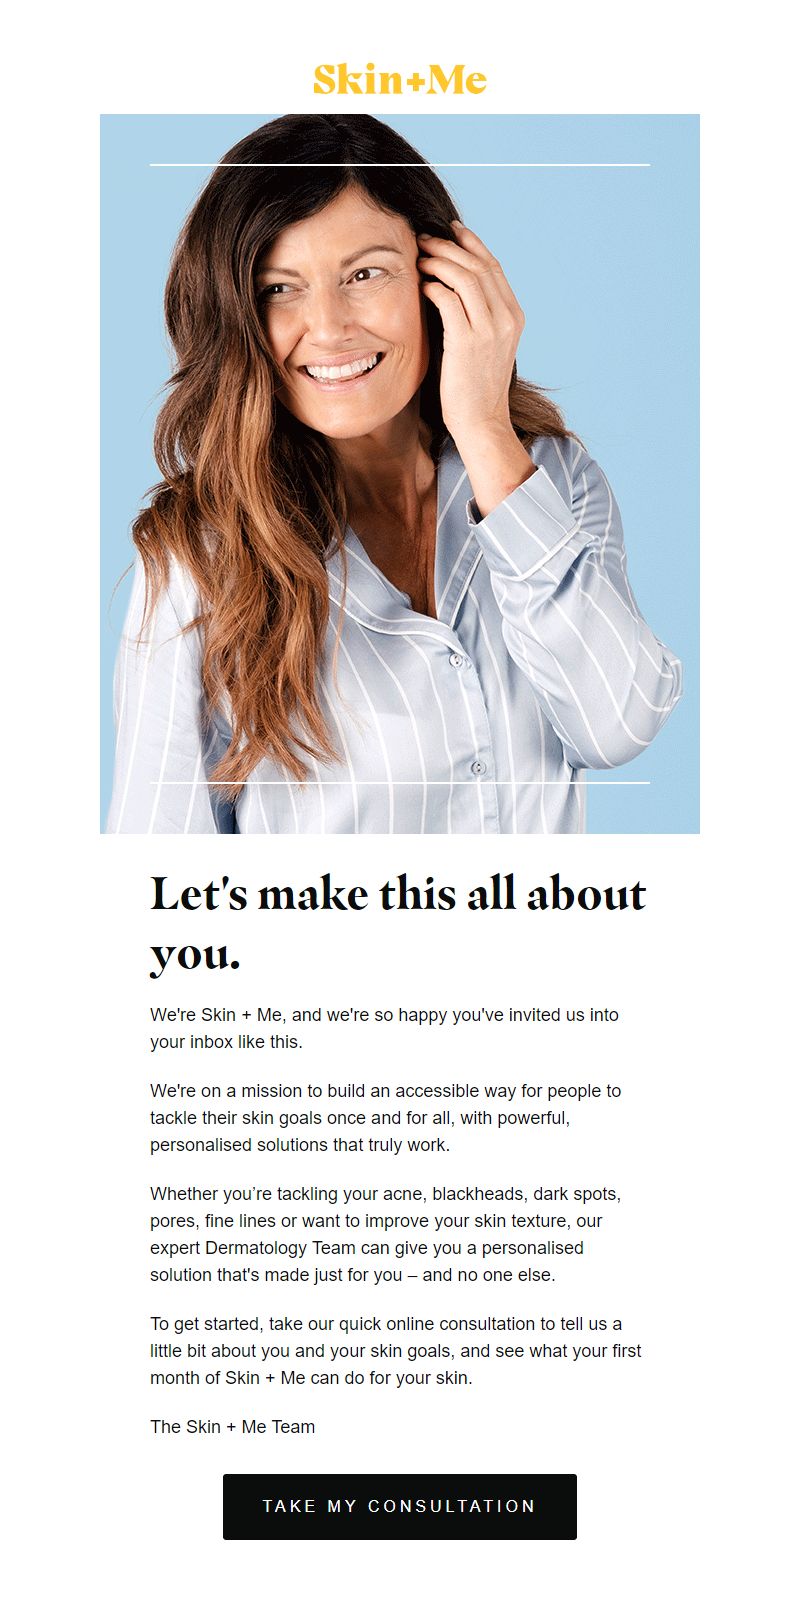 Skin+Me
Let's make this all about
you.
We're Skin + Me, and we're so happy you've invited us into
your inbox like this.
We're on a mission to build an accessible way for people to
tackle their skin goals once and for all, with powerful,
personalised solutions that truly work.
Whether you’re tackling your acne, blackheads, dark spots,
pores, fine lines or want to improve your skin texture, our
expert Dermatology Team can give you a personalised
solution that's made just for you – and no one else.
To get started, take our quick online consultation to tell us a
little bit about you and your skin goals, and see what your first
month of Skin + Me can do for your skin.
The Skin + Me Team
TAKE MY CONSULTATION